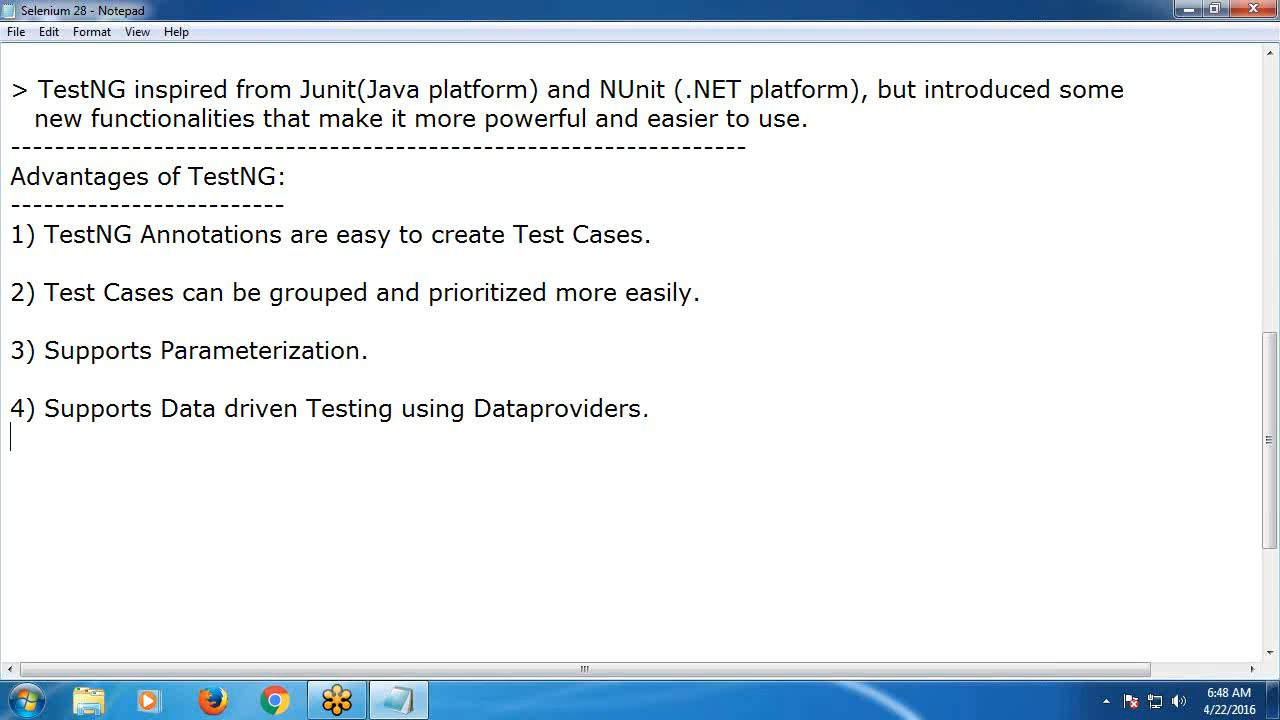 Selenium 28 - Notepad
File Edit Format View Help
> TestNG inspired from Junit(Java platform) and NUnit (.NET platform), but introduced some
new functionalities that make it more powerful and easier to use.
-------------------------------------------------------------------
Advantages of TestNG:
-------------------------
1) TestNG Annotations are easy to create Test Cases.
2) Test Cases can be grouped and prioritized more easily.
3) Supports Parameterization.
4) Supports Data driven Testing using Dataproviders.
6:48 AM
4/22/2016